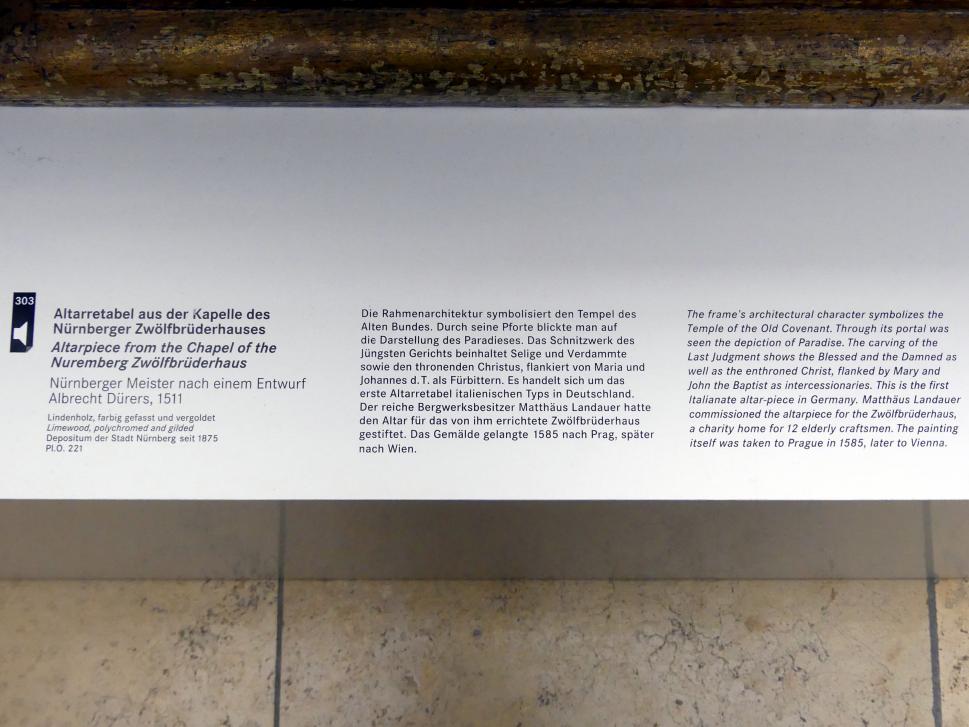 303
Altarretabel aus der Kapelle des
Nürnberger Zwölfbrüderhauses
Altarpiece from the Chapel of the
Nuremberg Zwölfbrüderhaus
Nürnberger Meister nach einem Entwurf
Albrecht Dürers, 1511
Lindenholz, farbig gefasst und vergoldet
Limewood, polychromed and gilded
Depositum der Stadt Nürnberg seit 1875
Pl.O. 221
Die Rahmenarchitektur symbolisiert den Tempel des
Alten Bundes. Durch seine Pforte blickte man auf
die Darstellung des Paradieses. Das Schnitzwerk des
Jüngsten Gerichts beinhaltet Selige und Verdammte
sowie den thronenden Christus, flankiert von Maria und
Johannes d. T. als Fürbittern. Es handelt sich um das
erste Altarretabel italienischen Typs in Deutschland.
Der reiche Bergwerksbesitzer Matthäus Landauer hatte
den Altar für das von ihm errichtete Zwölfbrüderhaus
gestiftet. Das Gemälde gelangte 1585 nach Prag, später
nach Wien.
The frame's architectural character symbolizes the
Temple of the Old Covenant. Through its portal was
seen the depiction of Paradise. The carving of the
Last Judgment shows the Blessed and the Damned as
well as the enthroned Christ, flanked by Mary and
John the Baptist as intercessionaries. This is the first
Italianate altar-piece in Germany. Matthäus Landauer
commissioned the altarpiece for the Zwölfbrüderhaus,
a charity home for 12 elderly craftsmen. The painting
itself was taken to Prague in 1585, later to Vienna.